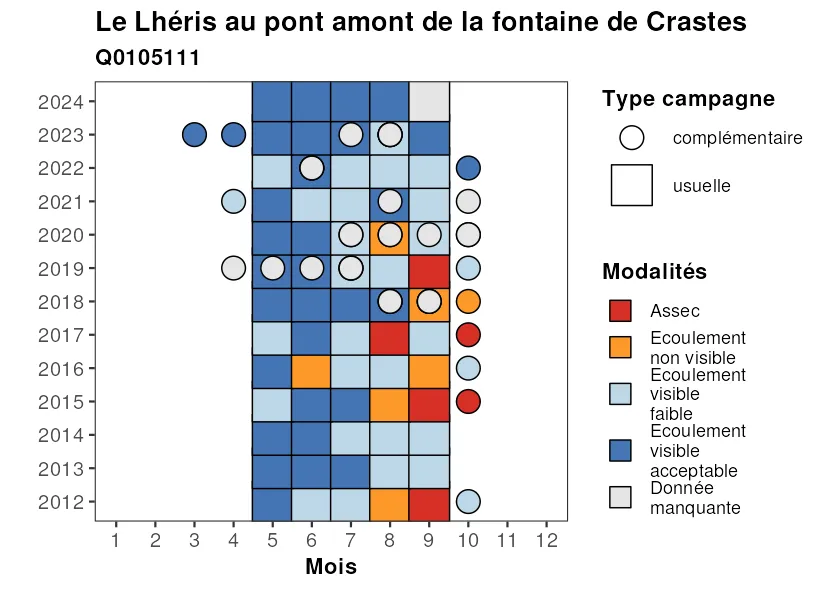 Le Lhéris au pont amont de la fontaine de Crastes
Q0105111
2024
2023
2022
2021
2020
2019
2018
2017
2016
2015
2014
2013
2012
1 2 3 4 5 6 7 8 9 10 11 12
Mois
Type campagne
complémentaire
usuelle
Modalités
Assec
Ecoulement
non visible
Ecoulement
visible
faible
Ecoulement
visible
acceptable
Donnée
manquante